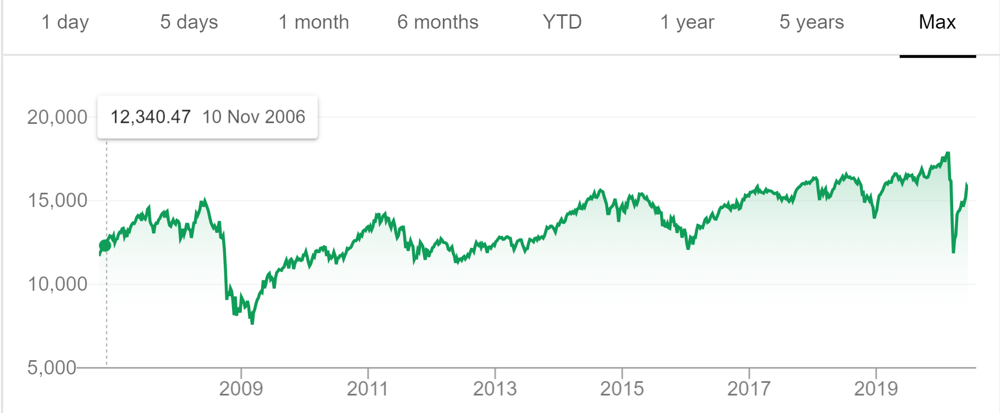 1 day 5 days 1 month 6 months YTD 1 year 5 years Max
20,000
12,340.47 10 Nov 2006
15,000
10,000
5,000
2009 2011 2013 2015 2017 2019